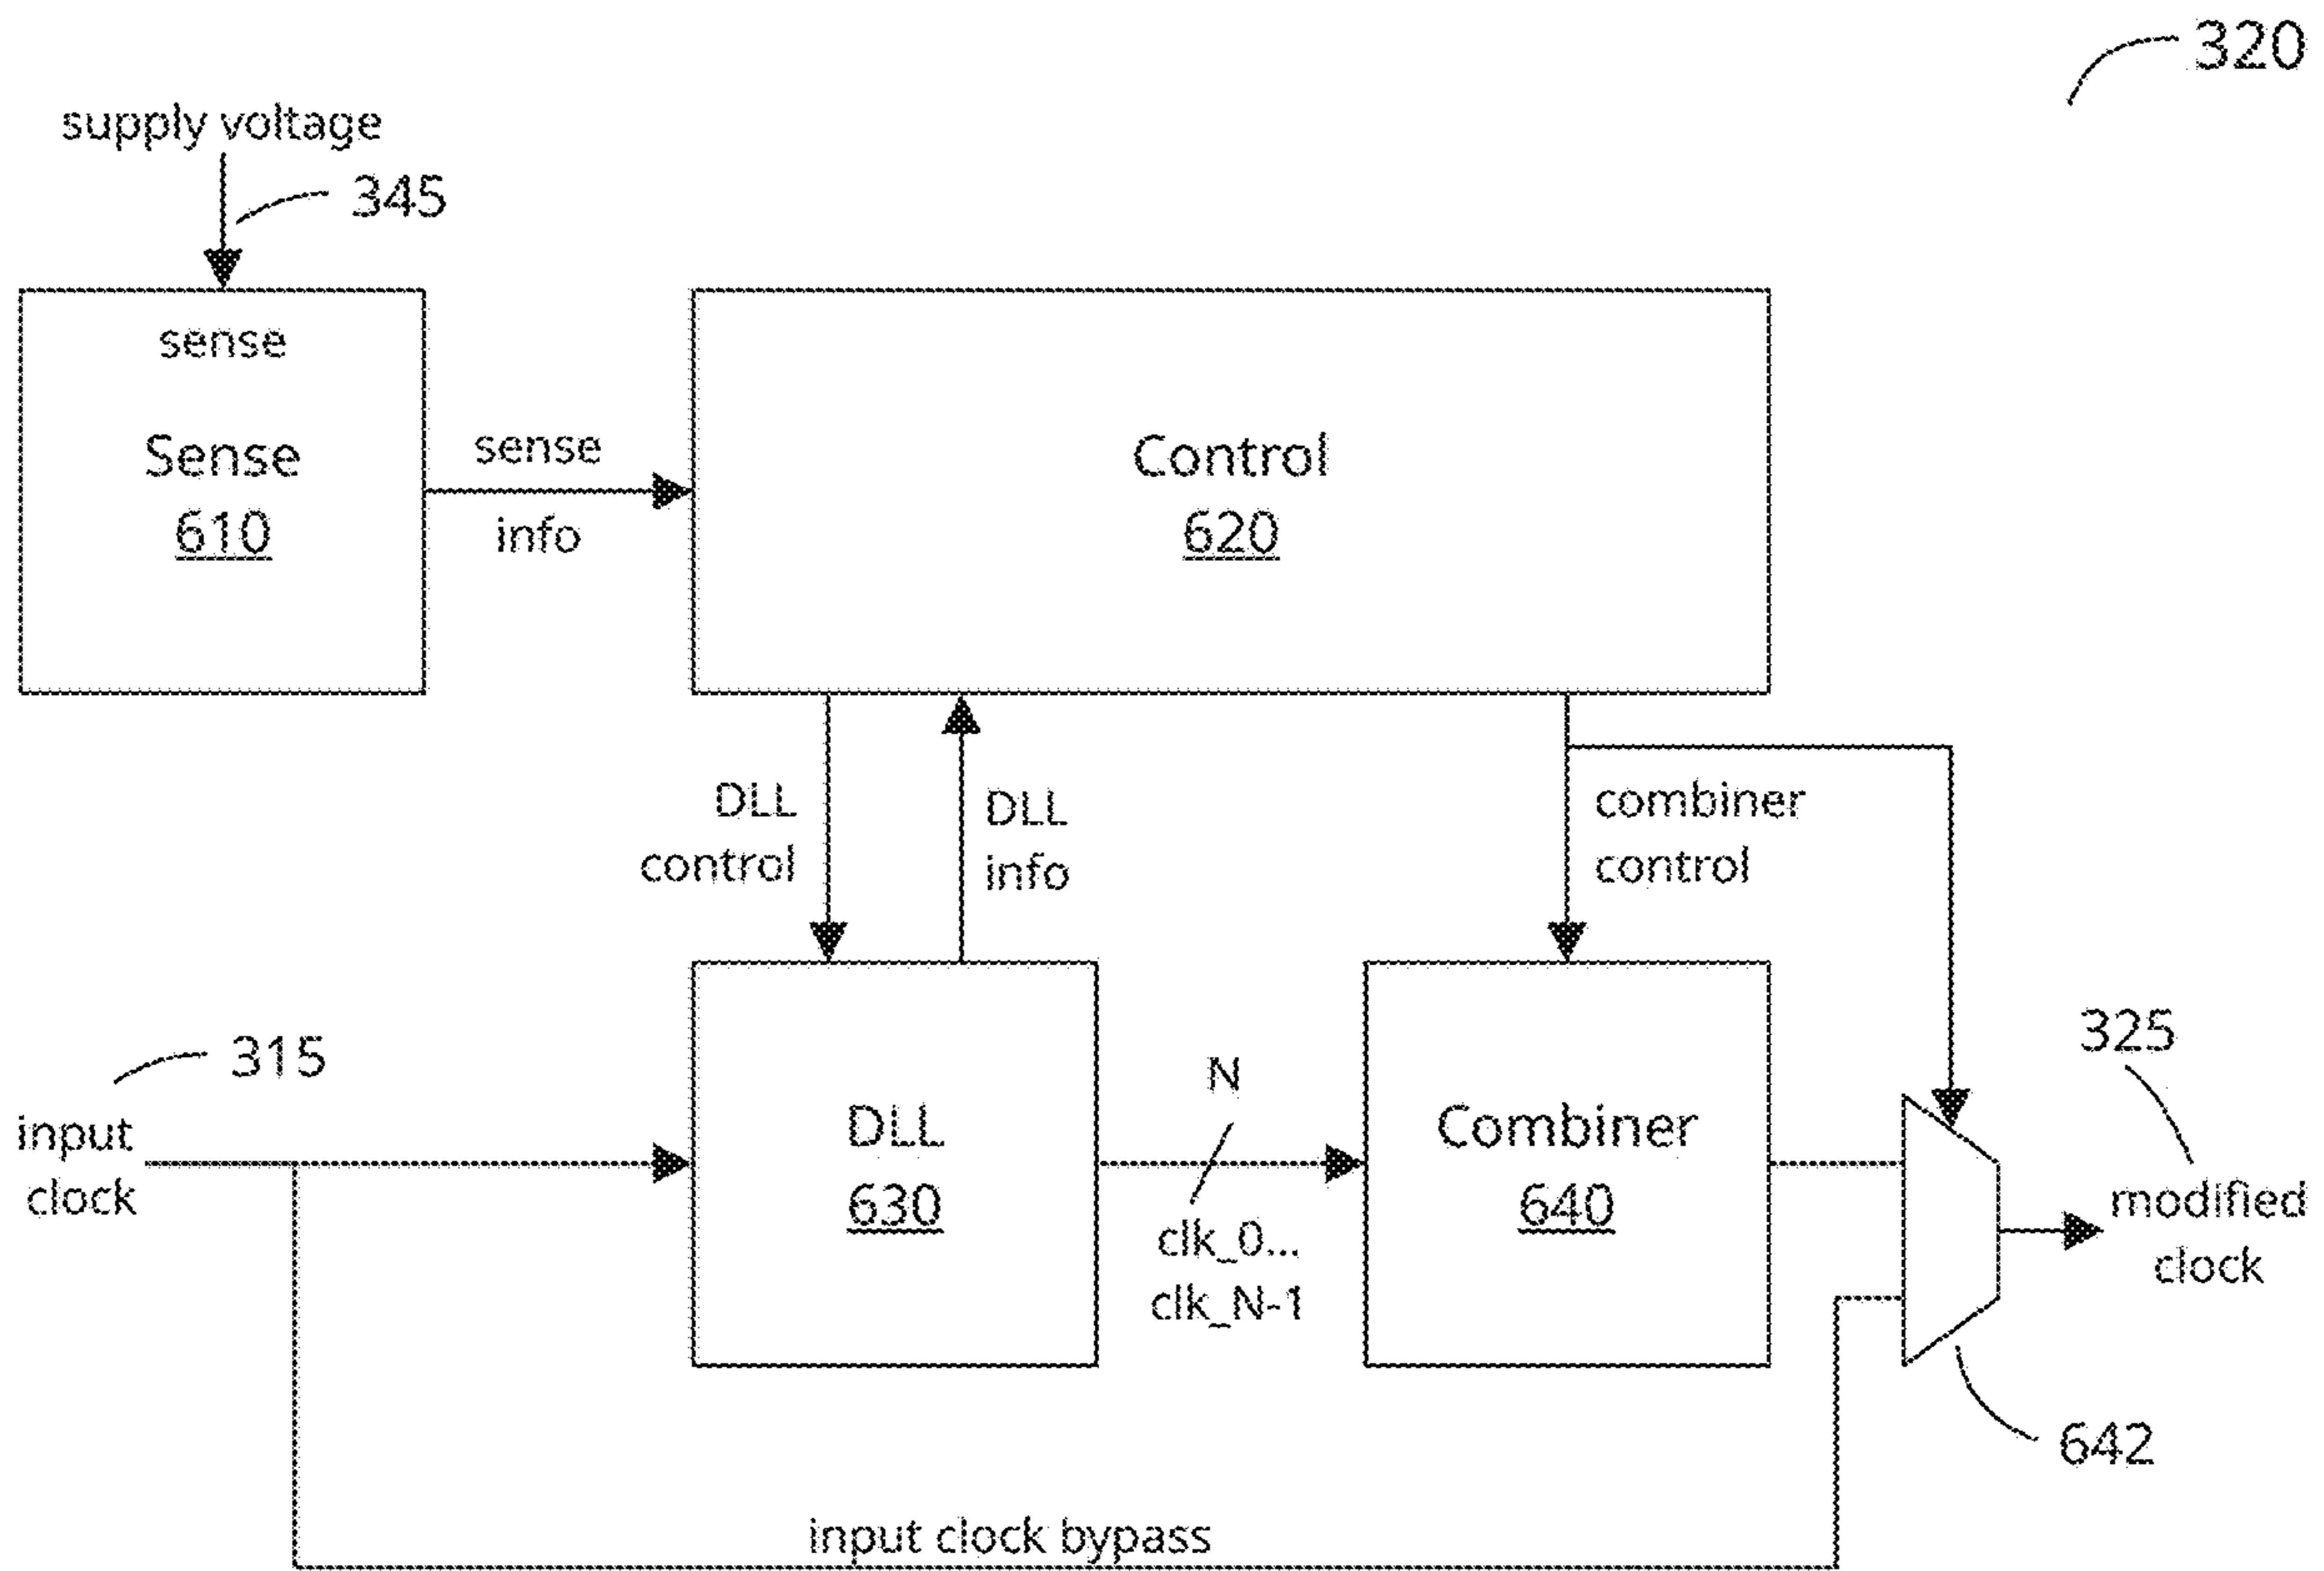 320
supply voltage
345
sense
Sense
610
sense
info
Control
620
DLL
control
DLL
info
combiner
control
315
input
clock
DLL
630
N
clk_0...
clk_N-1
Combiner
640
325
modified
clock
642
input clock bypass